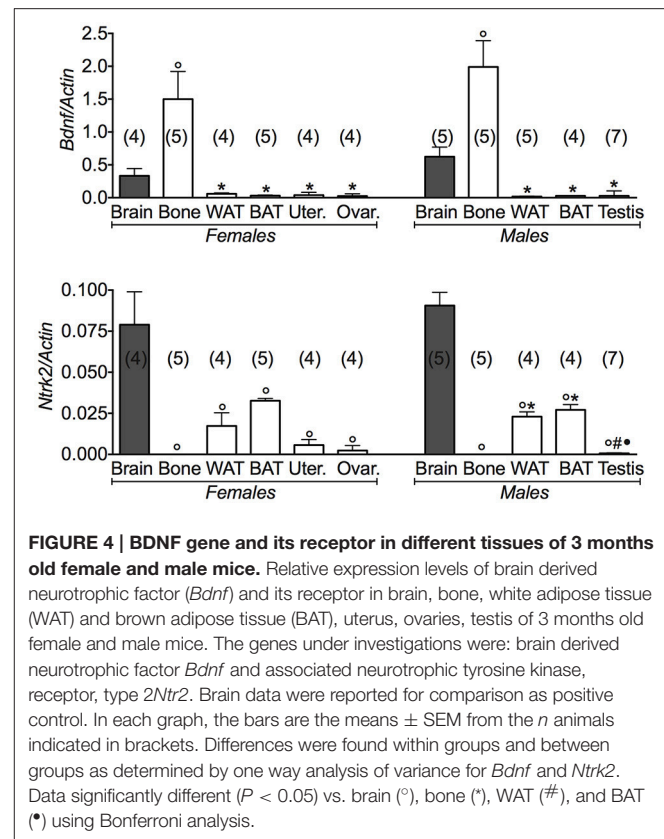 Bdnf/Actin
2.5
2.0
1.5
1.0
0.5
0.0
° °
(4) (5) (4) (5) (4) (4) (5) (5) (5) (4) (7)
* * * * * * *
Brain Bone WAT BAT Uter. Ovar. Brain Bone WAT BAT Testis
Females Males
Ntrk2/Actin
0.100
0.075
0.050
0.025
0.000
(4) (5) (4) (5) (4) (4) (5) (5) (4) (4) (7)
° ° ° ° ° ° °* °* °#•
Brain Bone WAT BAT Uter. Ovar. Brain Bone WAT BAT Testis
Females Males
FIGURE 4 | BDNF gene and its receptor in different tissues of 3 months
old female and male mice. Relative expression levels of brain derived
neurotrophic factor (Bdnf) and its receptor in brain, bone, white adipose tissue
(WAT) and brown adipose tissue (BAT), uterus, ovaries, testis of 3 months old
female and male mice. The genes under investigations were: brain derived
neurotrophic factor Bdnf and associated neurotrophic tyrosine kinase,
receptor, type 2Ntr2. Brain data were reported for comparison as positive
control. In each graph, the bars are the means ± SEM from the n animals
indicated in brackets. Differences were found within groups and between
groups as determined by one way analysis of variance for Bdnf and Ntrk2.
Data significantly different (P < 0.05) vs. brain (°), bone (*), WAT (#), and BAT
(•) using Bonferroni analysis.